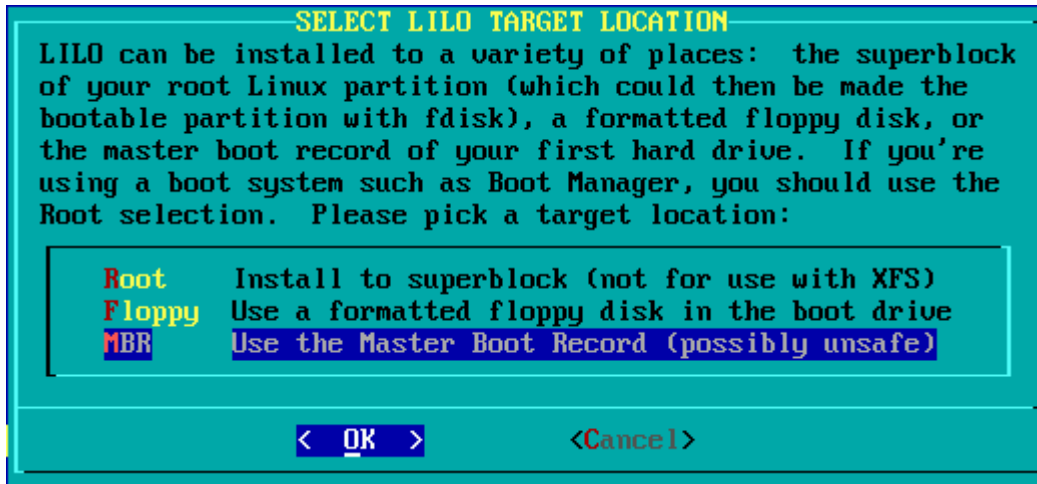 SELECT LILO TARGET LOCATION
LILO can be installed to a variety of places:  the superblock
of your root Linux partition (which could then be made the
bootable partition with fdisk), a formatted floppy disk, or
the master boot record of your first hard drive.  If you're
using a boot system such as Boot Manager, you should use the
Root selection.  Please pick a target location:
Root    Install to superblock (not for use with XFS)
Floppy  Use a formatted floppy disk in the boot drive
MBR     Use the Master Boot Record (possibly unsafe)
<  OK  >          <Cancel>